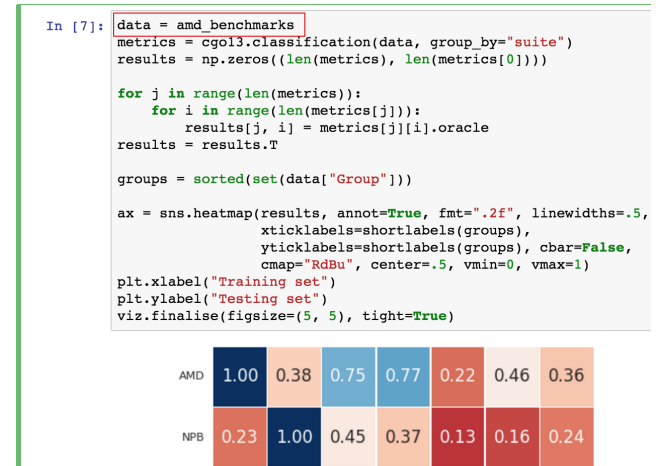 In [7]: data = amd_benchmarks
metrics = cgo13.classification(data, group_by="suite")
results = np.zeros((len(metrics), len(metrics[0])))
for j in range(len(metrics)):
    for i in range(len(metrics[j])):
        results[j, i] = metrics[j][i].oracle
results = results.T
groups = sorted(set(data["Group"]))
ax = sns.heatmap(results, annot=True, fmt=".2f", linewidths=.5,
                 xticklabels=shortlabels(groups),
                 yticklabels=shortlabels(groups), cbar=False,
                 cmap="RdBu", center=.5, vmin=0, vmax=1)
plt.xlabel("Training set")
plt.ylabel("Testing set")
viz.finalise(figsize=(5, 5), tight=True)
AMD 1.00 0.38 0.75 0.77 0.22 0.46 0.36
NPB 0.23 1.00 0.45 0.37 0.13 0.16 0.24